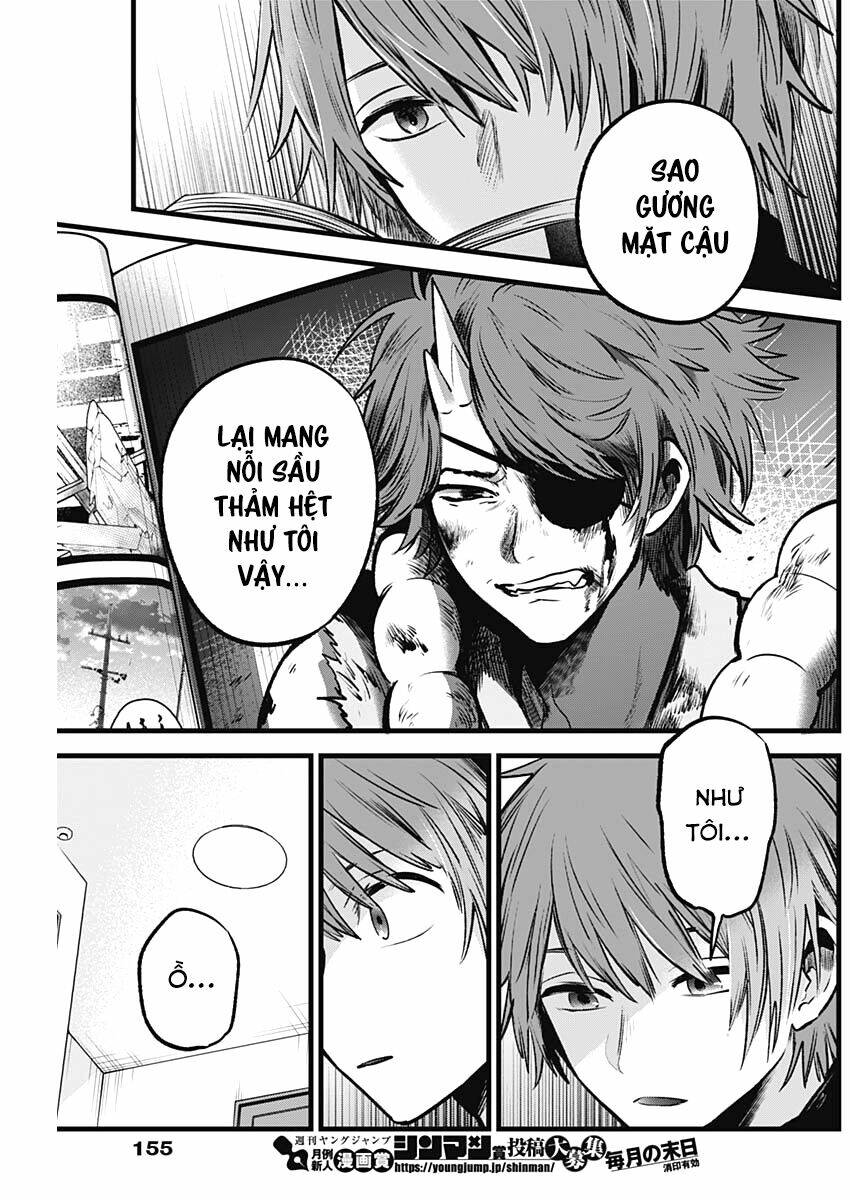 SAO
GƯƠNG
MẶT CẬU
LẠI MANG
NỖI SẦU
THẢM HỆT
NHƯ TÔI
VẬY...
NHƯ
TÔI...
Ồ...
155
週刊ヤングジャンプ
月例
新人
漫画賞
シンマン賞
投稿大募集
毎月の末日
消印有効
https://youngjump.jp/shinman/